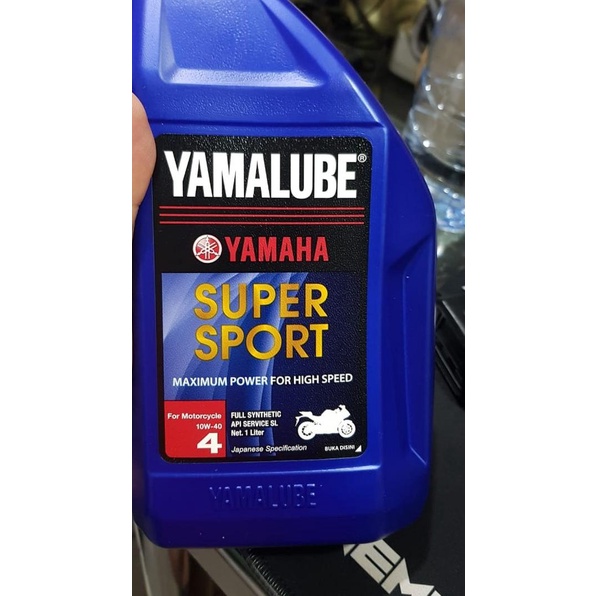 YAMALUBE®
YAMAHA
SUPER
SPORT
MAXIMUM POWER FOR HIGH SPEED
For Motorcycle
10W-40
4
FULL SYNTHETIC
API SERVICE SL
Net. 1 Liter
Japanese Specification
BUKA DISINI
YAMALUBE